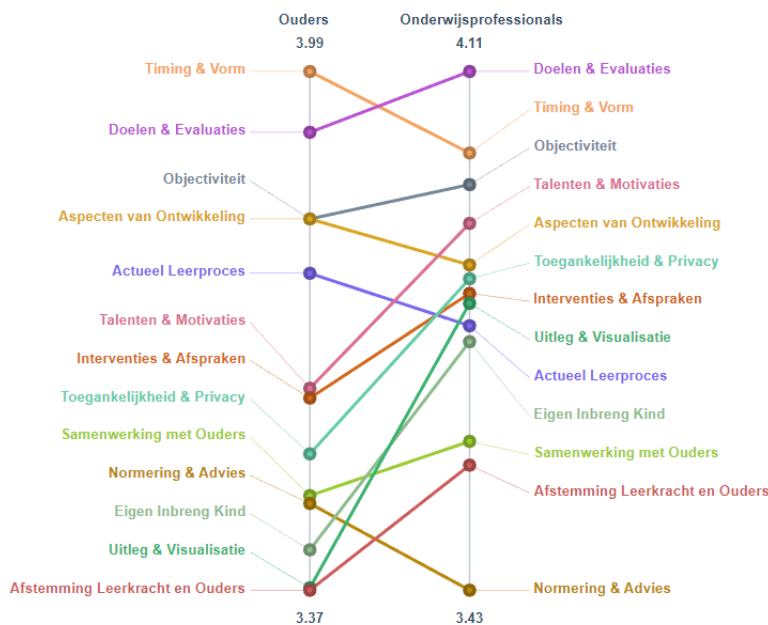 Ouders
3.99
Onderwijsprofessionals
4.11
Timing & Vorm
Doelen & Evaluaties
Objectiviteit
Aspecten van Ontwikkeling
Actueel Leerproces
Talenten & Motivaties
Interventies & Afspraken
Toegankelijkheid & Privacy
Samenwerking met Ouders
Normering & Advies
Eigen Inbreng Kind
Uitleg & Visualisatie
Afstemming Leerkracht en Ouders
3.37
Doelen & Evaluaties
Timing & Vorm
Objectiviteit
Talenten & Motivaties
Aspecten van Ontwikkeling
Toegankelijkheid & Privacy
Interventies & Afspraken
Uitleg & Visualisatie
Actueel Leerproces
Eigen Inbreng Kind
Samenwerking met Ouders
Afstemming Leerkracht en Ouders
Normering & Advies
3.43